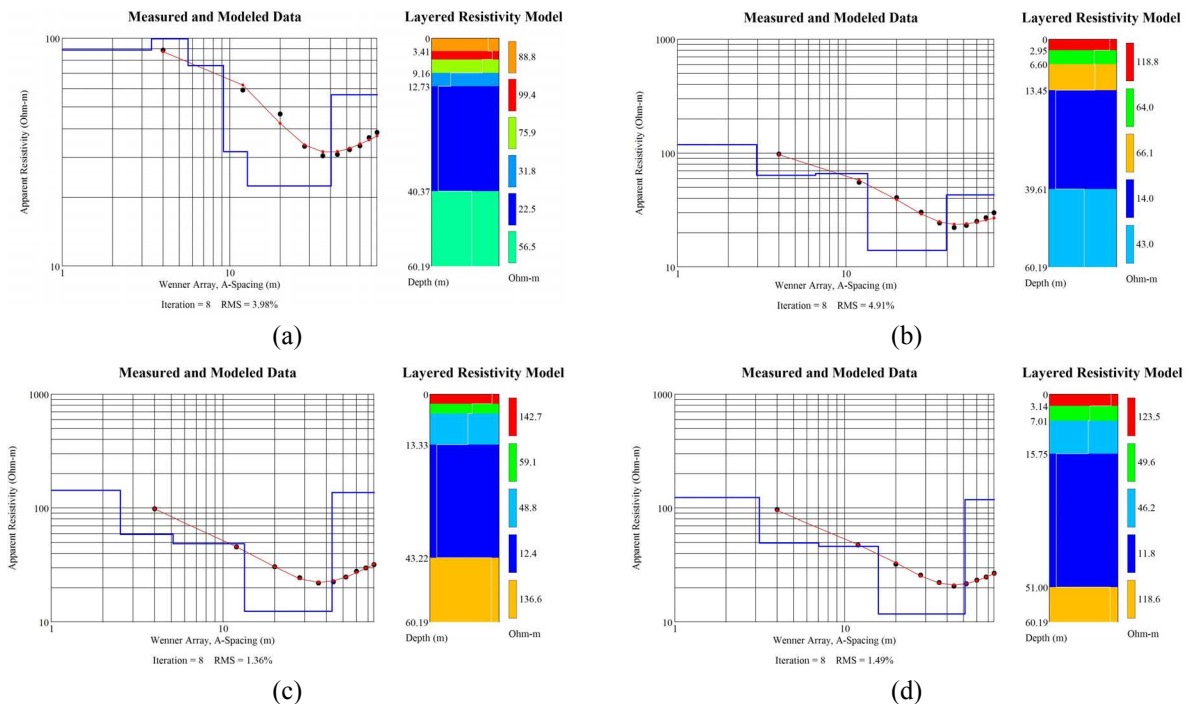 Measured and Modeled Data
Layered Resistivity Model
Apparent Resistivity (Ohm-m)
100
10
1
10
Wenner Array, A-Spacing (m)
Iteration = 8 RMS = 3.98%
0
3.41
9.16
12.73
40.37
60.19
Depth (m)
88.8
99.4
75.9
31.8
22.5
56.5
Ohm-m
(a)
Measured and Modeled Data
Layered Resistivity Model
Apparent Resistivity (Ohm-m)
1000
100
10
1
10
Wenner Array, A-Spacing (m)
Iteration = 8 RMS = 4.91%
0
2.95
6.60
13.45
39.61
60.19
Depth (m)
118.8
64.0
66.1
14.0
43.0
Ohm-m
(b)
Measured and Modeled Data
Layered Resistivity Model
Apparent Resistivity (Ohm-m)
1000
100
10
1
10
Wenner Array, A-Spacing (m)
Iteration = 8 RMS = 1.36%
0
13.33
43.22
60.19
Depth (m)
142.7
59.1
48.8
12.4
136.6
Ohm-m
(c)
Measured and Modeled Data
Layered Resistivity Model
Apparent Resistivity (Ohm-m)
1000
100
10
1
10
Wenner Array, A-Spacing (m)
Iteration = 8 RMS = 1.49%
0
3.14
7.01
15.75
51.00
60.19
Depth (m)
123.5
49.6
46.2
11.8
118.6
Ohm-m
(d)